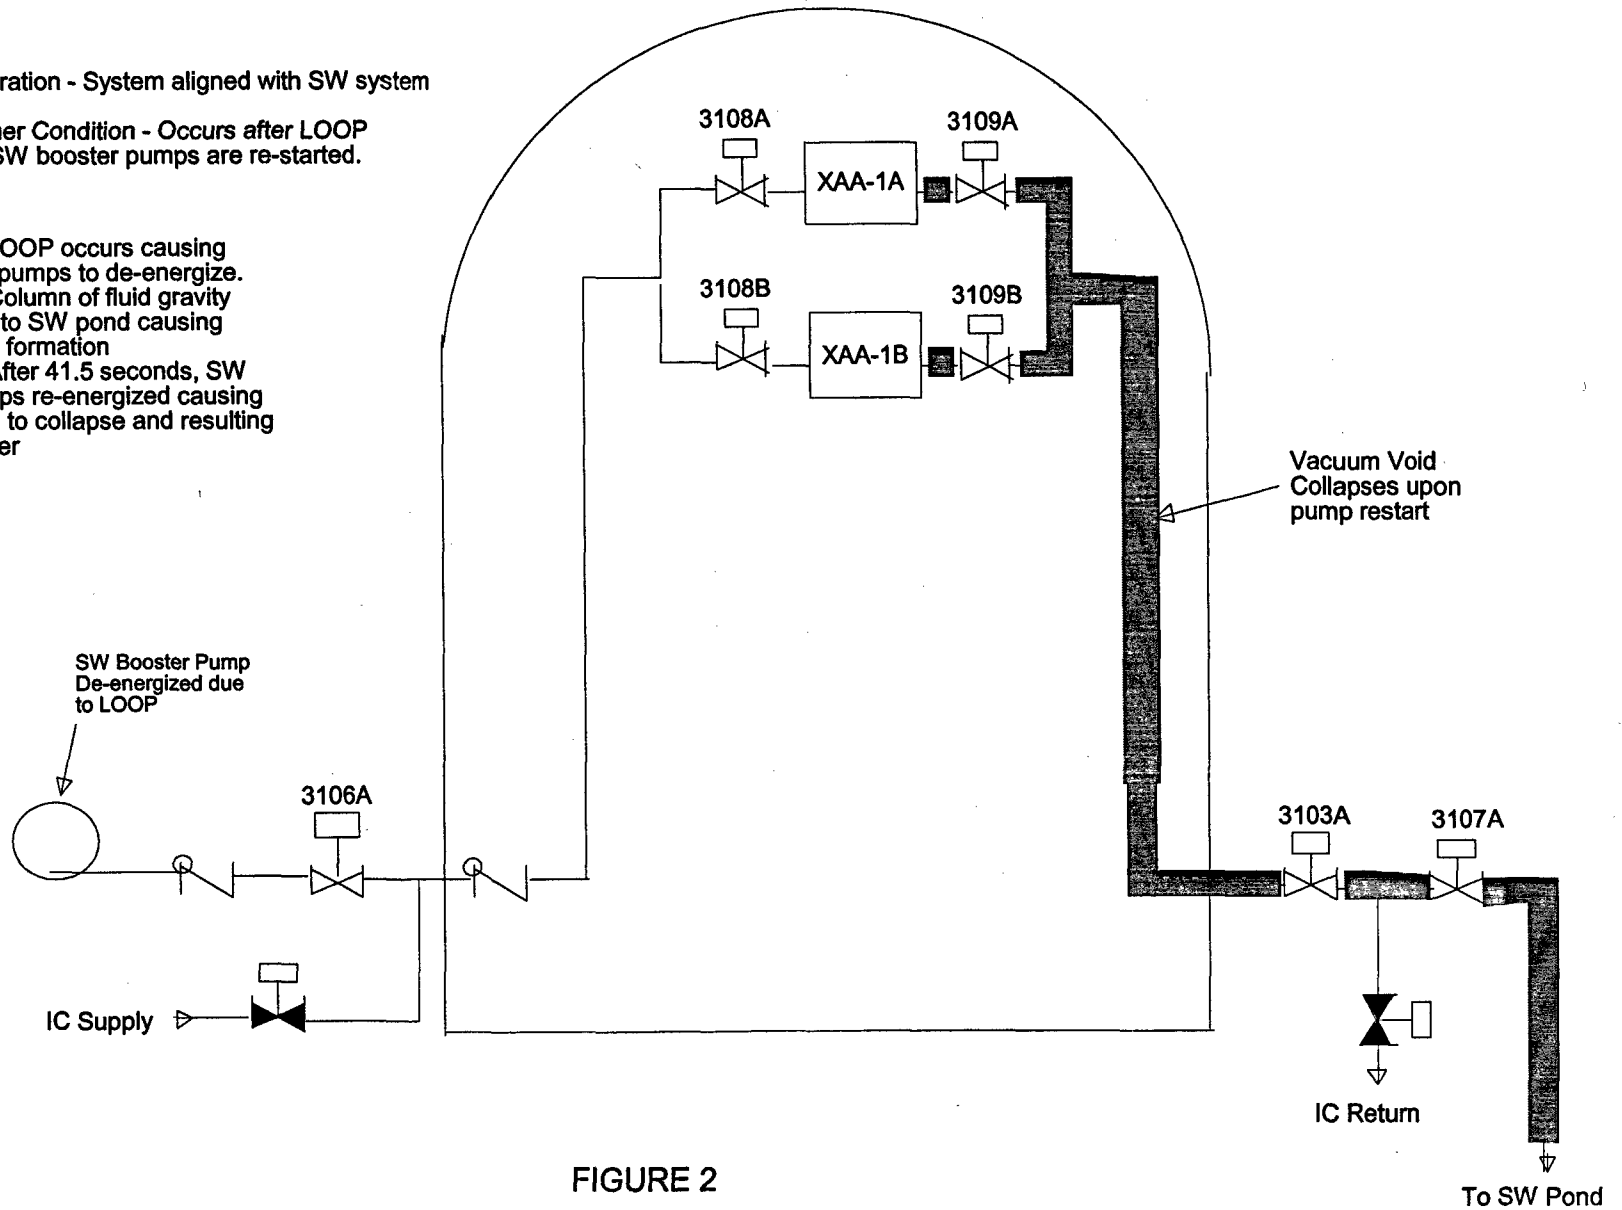 ration - System aligned with SW system
er Condition - Occurs after LOOP
SW booster pumps are re-started.
OOP occurs causing
pumps to de-energize.
Column of fluid gravity
to SW pond causing
formation
After 41.5 seconds, SW
ps re-energized causing
to collapse and resulting
er
3108A
3109A
XAA-1A
3108B
3109B
XAA-1B
Vacuum Void
Collapses upon
pump restart
SW Booster Pump
De-energized due
to LOOP
3106A
3103A
3107A
IC Supply
IC Return
FIGURE 2
To SW Pond